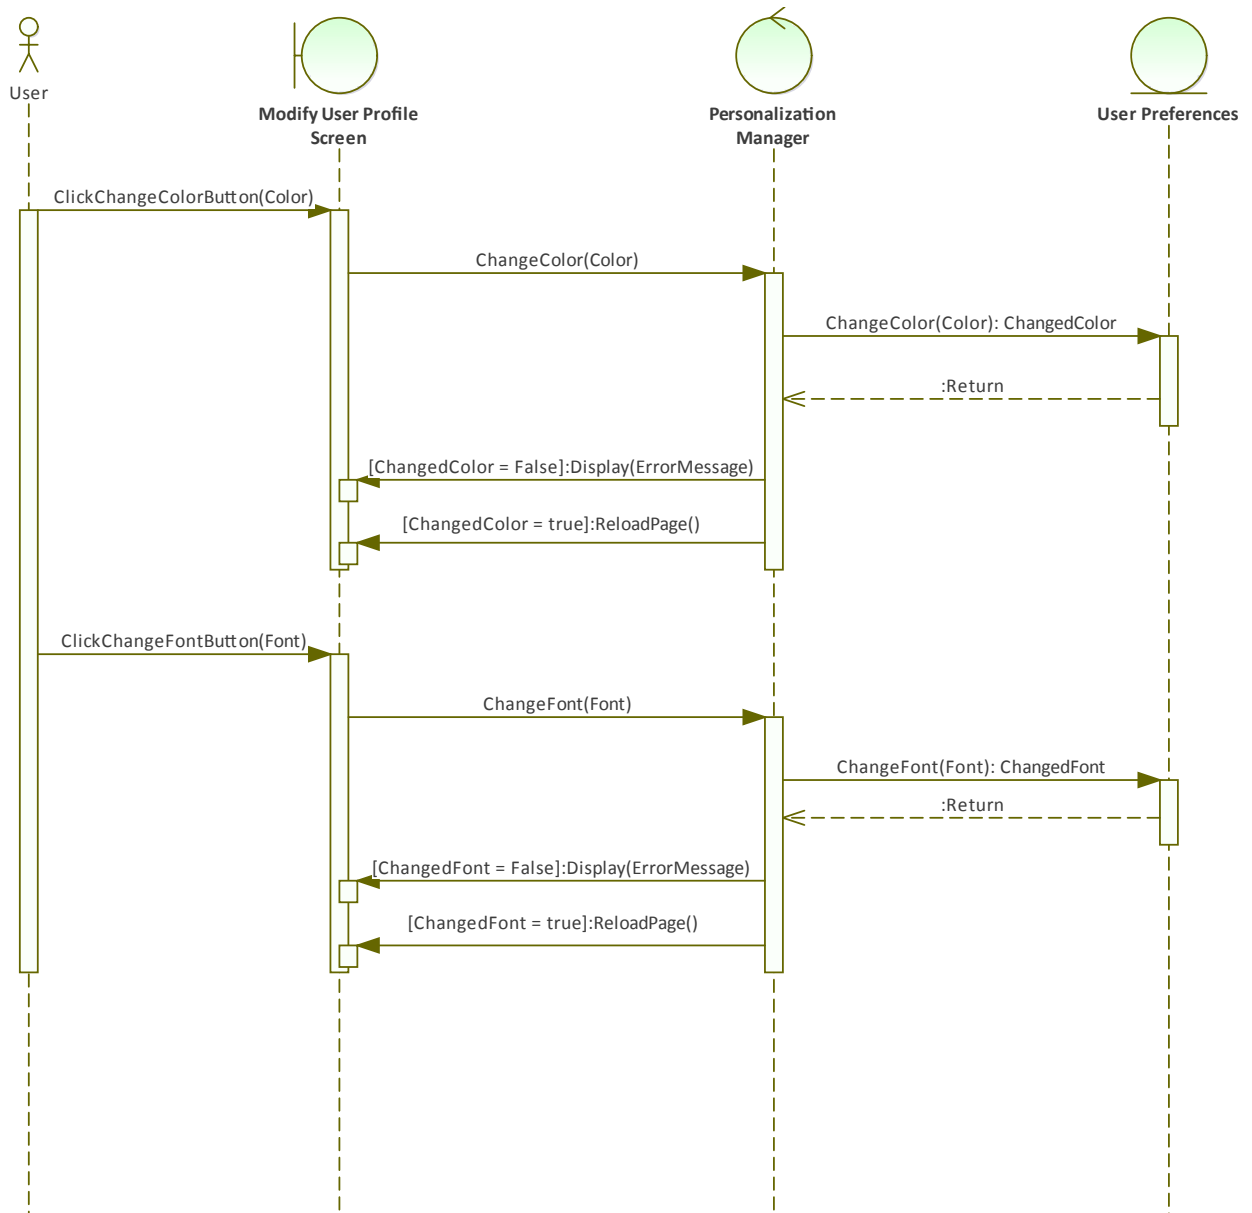 User
Modify User Profile
Screen
Personalization
Manager
User Preferences
ClickChangeColorButton(Color)
ChangeColor(Color)
ChangeColor(Color): ChangedColor
:Return
[ChangedColor = False]:Display(ErrorMessage)
[ChangedColor = true]:ReloadPage()
ClickChangeFontButton(Font)
ChangeFont(Font)
ChangeFont(Font): ChangedFont
:Return
[ChangedFont = False]:Display(ErrorMessage)
[ChangedFont = true]:ReloadPage()